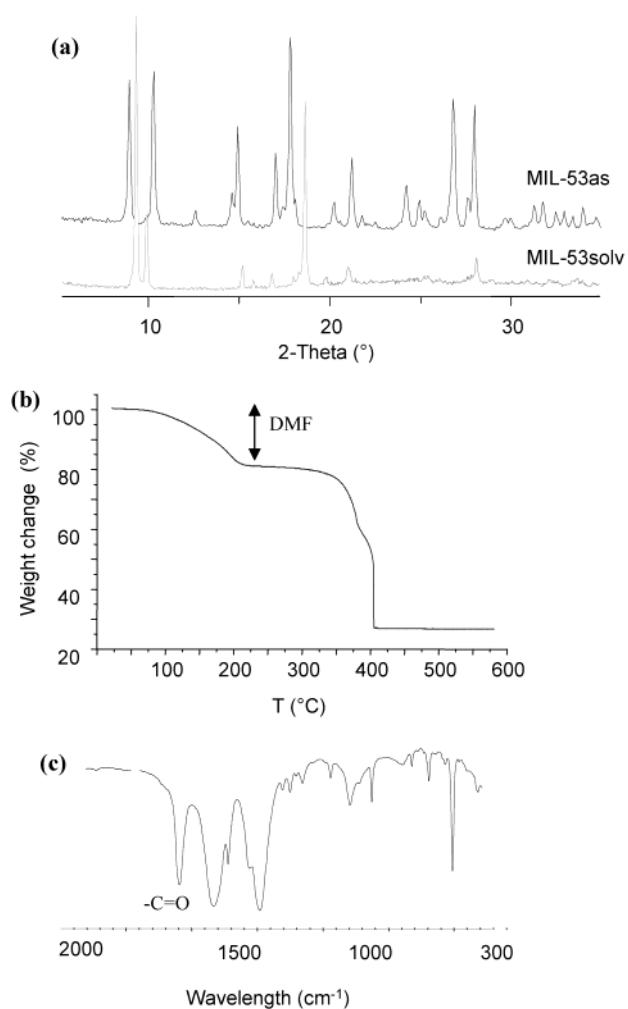 (a)
MIL-53as
MIL-53solv
10 20 30
2-Theta (°)
(b)
100
80
60
40
20
Weight change (%)
DMF
100 200 300 400 500 600
T (°C)
(c)
-C=O
2000 1500 1000 300
Wavelength (cm-1)